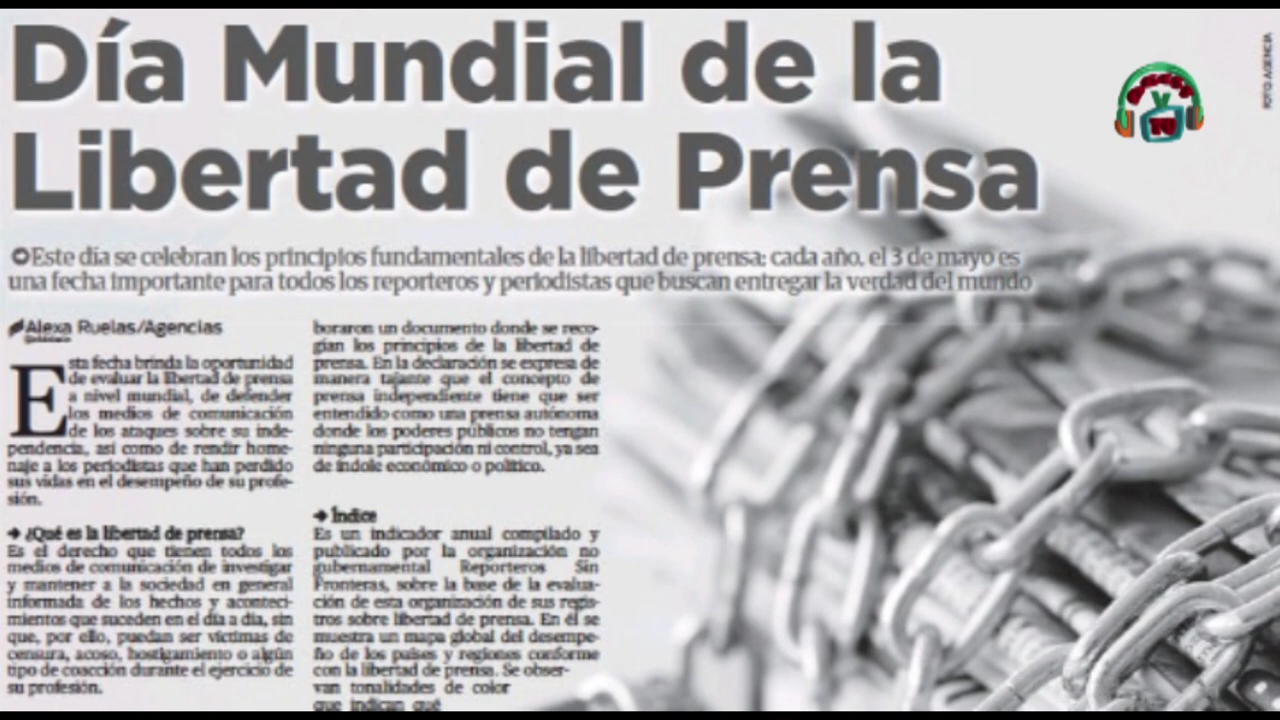 Día Mundial de la
Libertad de Prensa
Este día se celebran los principios fundamentales de la libertad de prensa: cada año, el 3 de mayo es
una fecha importante para todos los reporteros y periodistas que buscan entregar la verdad del mundo
FOTO: AGENCIA
Alexa Ruelas/Agencias
Esta fecha brinda la oportunidad
de evaluar la libertad de prensa
a nivel mundial, de defender
los medios de comunicación
de los ataques sobre su inde-
pendencia, así como de rendir home-
naje a los periodistas que han perdido
sus vidas en el desempeño de su profe-
sión.
➔ ¿Qué es la libertad de prensa?
Es el derecho que tienen todos los
medios de comunicación de investigar
y mantener a la sociedad en general
informada de los hechos y aconteci-
mientos que suceden en el día a día, sin
que, por ello, puedan ser víctimas de
censura, acoso, hostigamiento o algún
tipo de coacción durante el ejercicio de
su profesión.
boraron un documento donde se reco-
gían los principios de la libertad de
prensa. En la declaración se expresa de
manera tajante que el concepto de
prensa independiente tiene que ser
entendido como una prensa autónoma
donde los poderes públicos no tengan
ninguna participación ni control, ya sea
de índole económico o político.
➔ Índice
Es un indicador anual compilado y
publicado por la organización no
gubernamental Reporteros Sin
Fronteras, sobre la base de la evalua-
ción de esta organización de sus regis-
tros sobre libertad de prensa. En él se
muestra un mapa global del desempe-
ño de los países y regiones conforme
con la libertad de prensa. Se obser-
van tonalidades de color
que indican qué